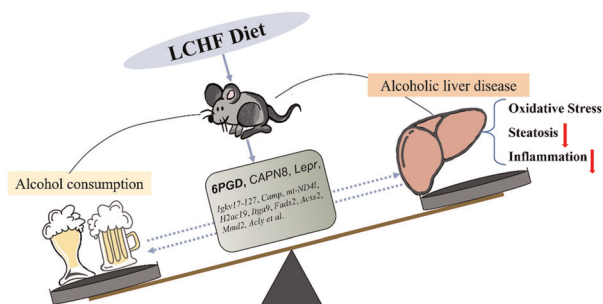 LCHF Diet
Alcoholic liver disease
Oxidative Stress
Steatosis
Inflammation
Alcohol consumption
6PGD, CAPN8, Lepr,
Igkv17-127, Camp, mt-ND4l,
H2ac19, Itga9, Fads2, Acss2,
Mmd2, Acly et al.